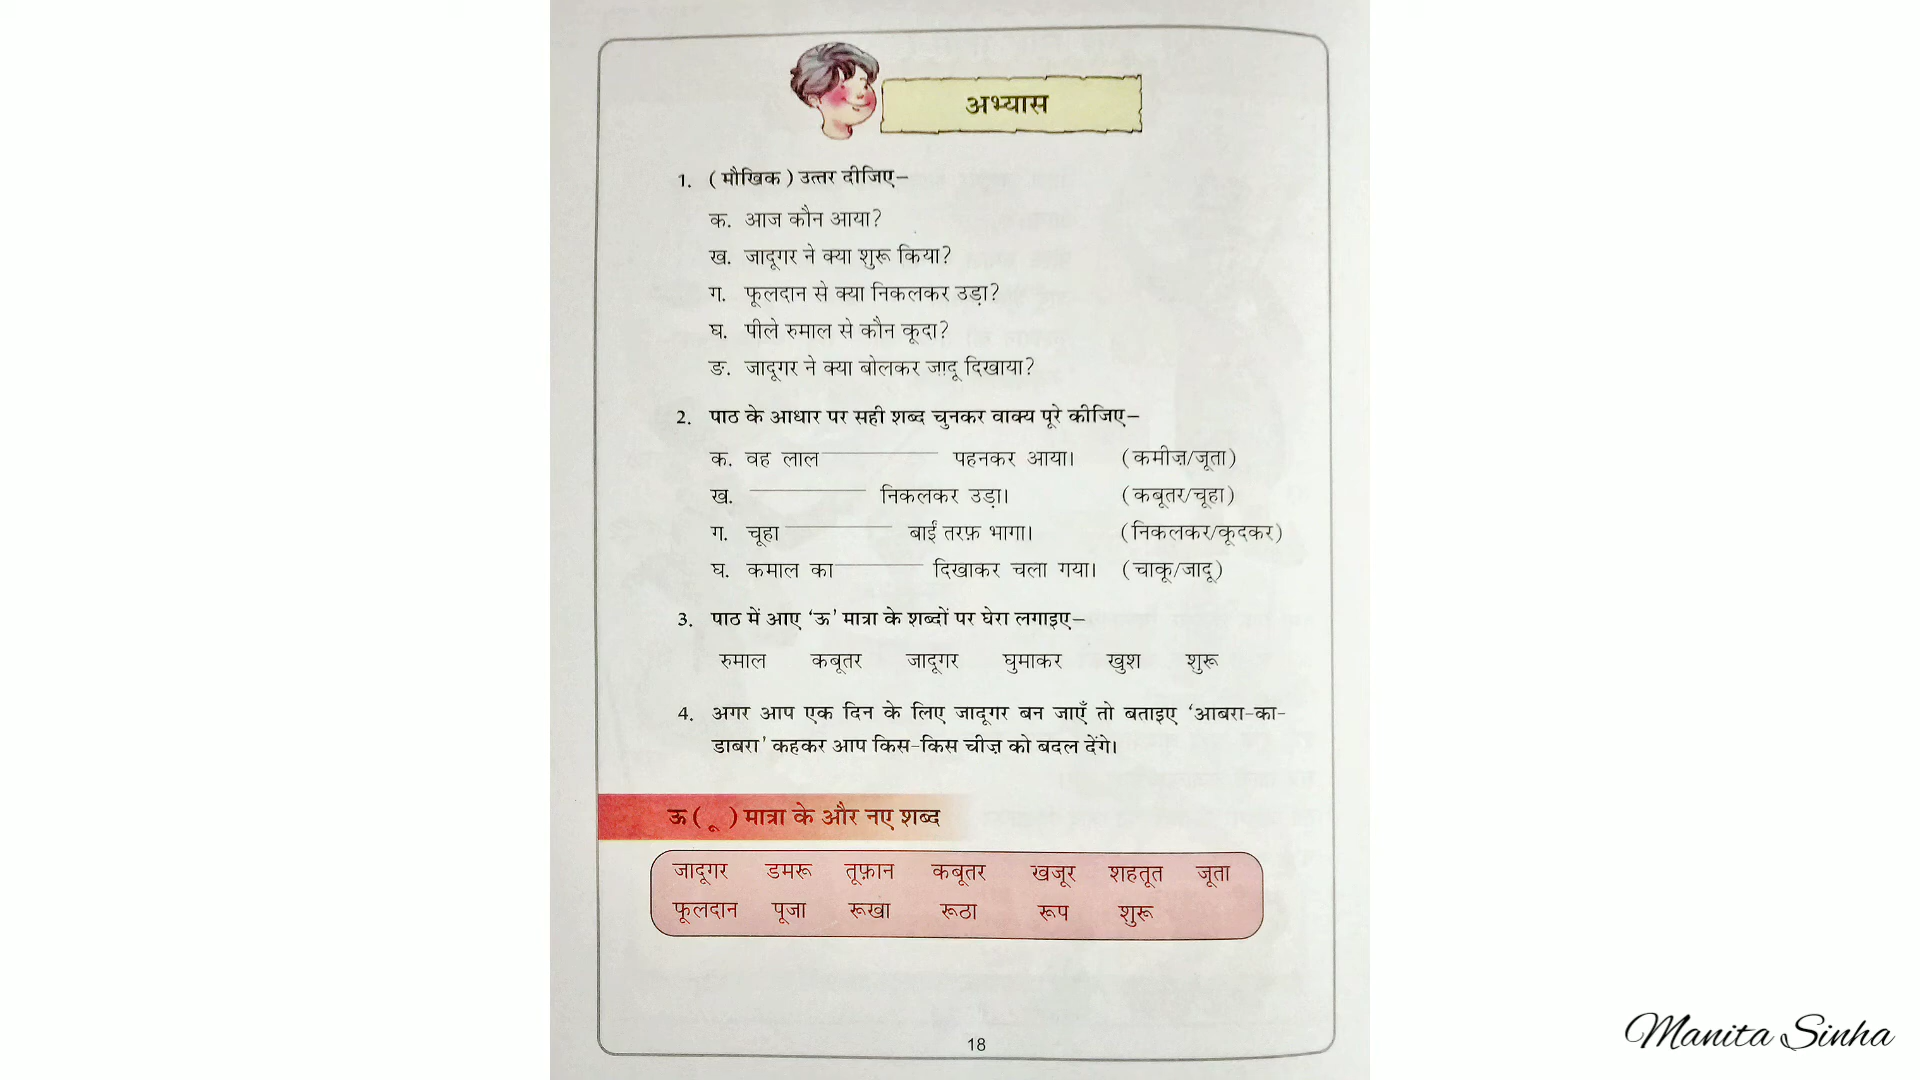 अभ्यास
1. (मौखिक) उत्तर दीजिए–
क. आज कौन आया?
ख. जादूगर ने क्या शुरू किया?
ग. फूलदान से क्या निकलकर उड़ा?
घ. पीले रुमाल से कौन कूदा?
ङ. जादूगर ने क्या बोलकर जादू दिखाया?
2. पाठ के आधार पर सही शब्द चुनकर वाक्य पूरे कीजिए–
क. वह लाल ________ पहनकर आया। (कमीज़/जूता)
ख. ________ निकलकर उड़ा। (कबूतर/चूहा)
ग. चूहा ________ बाईं तरफ़ भागा। (निकलकर/कूदकर)
घ. कमाल का ________ दिखाकर चला गया। (चाकू/जादू)
3. पाठ में आए ‘ऊ’ मात्रा के शब्दों पर घेरा लगाइए–
रुमाल कबूतर जादूगर घुमाकर खुश शुरू
4. अगर आप एक दिन के लिए जादूगर बन जाएँ तो बताइए ‘आबरा-का-
डाबरा’ कहकर आप किस-किस चीज़ को बदल देंगे।
ऊ ( ू ) मात्रा के और नए शब्द
जादूगर डमरू तूफ़ान कबूतर खजूर शहतूत जूता
फूलदान पूजा रूखा रूठा रूप शुरू
18
Manita Sinha